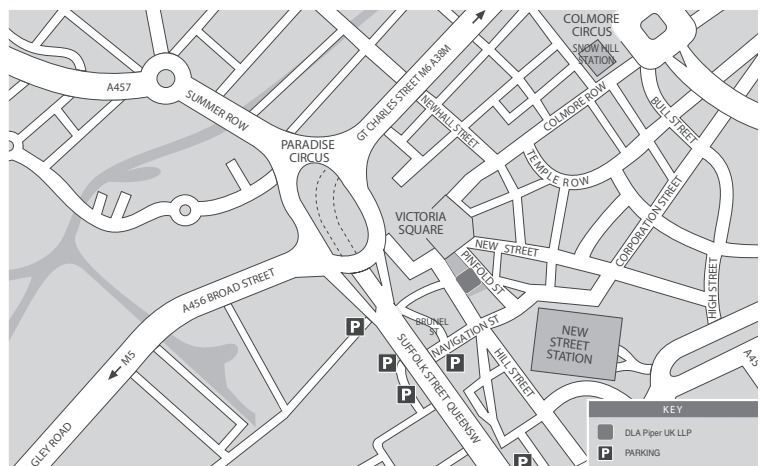 COLMORE
CIRCUS
SNOW HILL
STATION
A457
SUMMER ROW
GT CHARLES STREET M6 A38M
NEWHALL STREET
COLMORE ROW
BULL STREET
PARADISE
CIRCUS
TEMPLE ROW
CORPORATION STREET
VICTORIA
SQUARE
NEW STREET
PINFOLD ST
HIGH STREET
A456 BROAD STREET
BRUNEL
ST
NAVIGATION ST
NEW
STREET
STATION
P
M5
P
P
P
SUFFOLK STREET QUEENSW
HILL STREET
A45
GLEY ROAD
P
KEY
DLA Piper UK LLP
P
PARKING